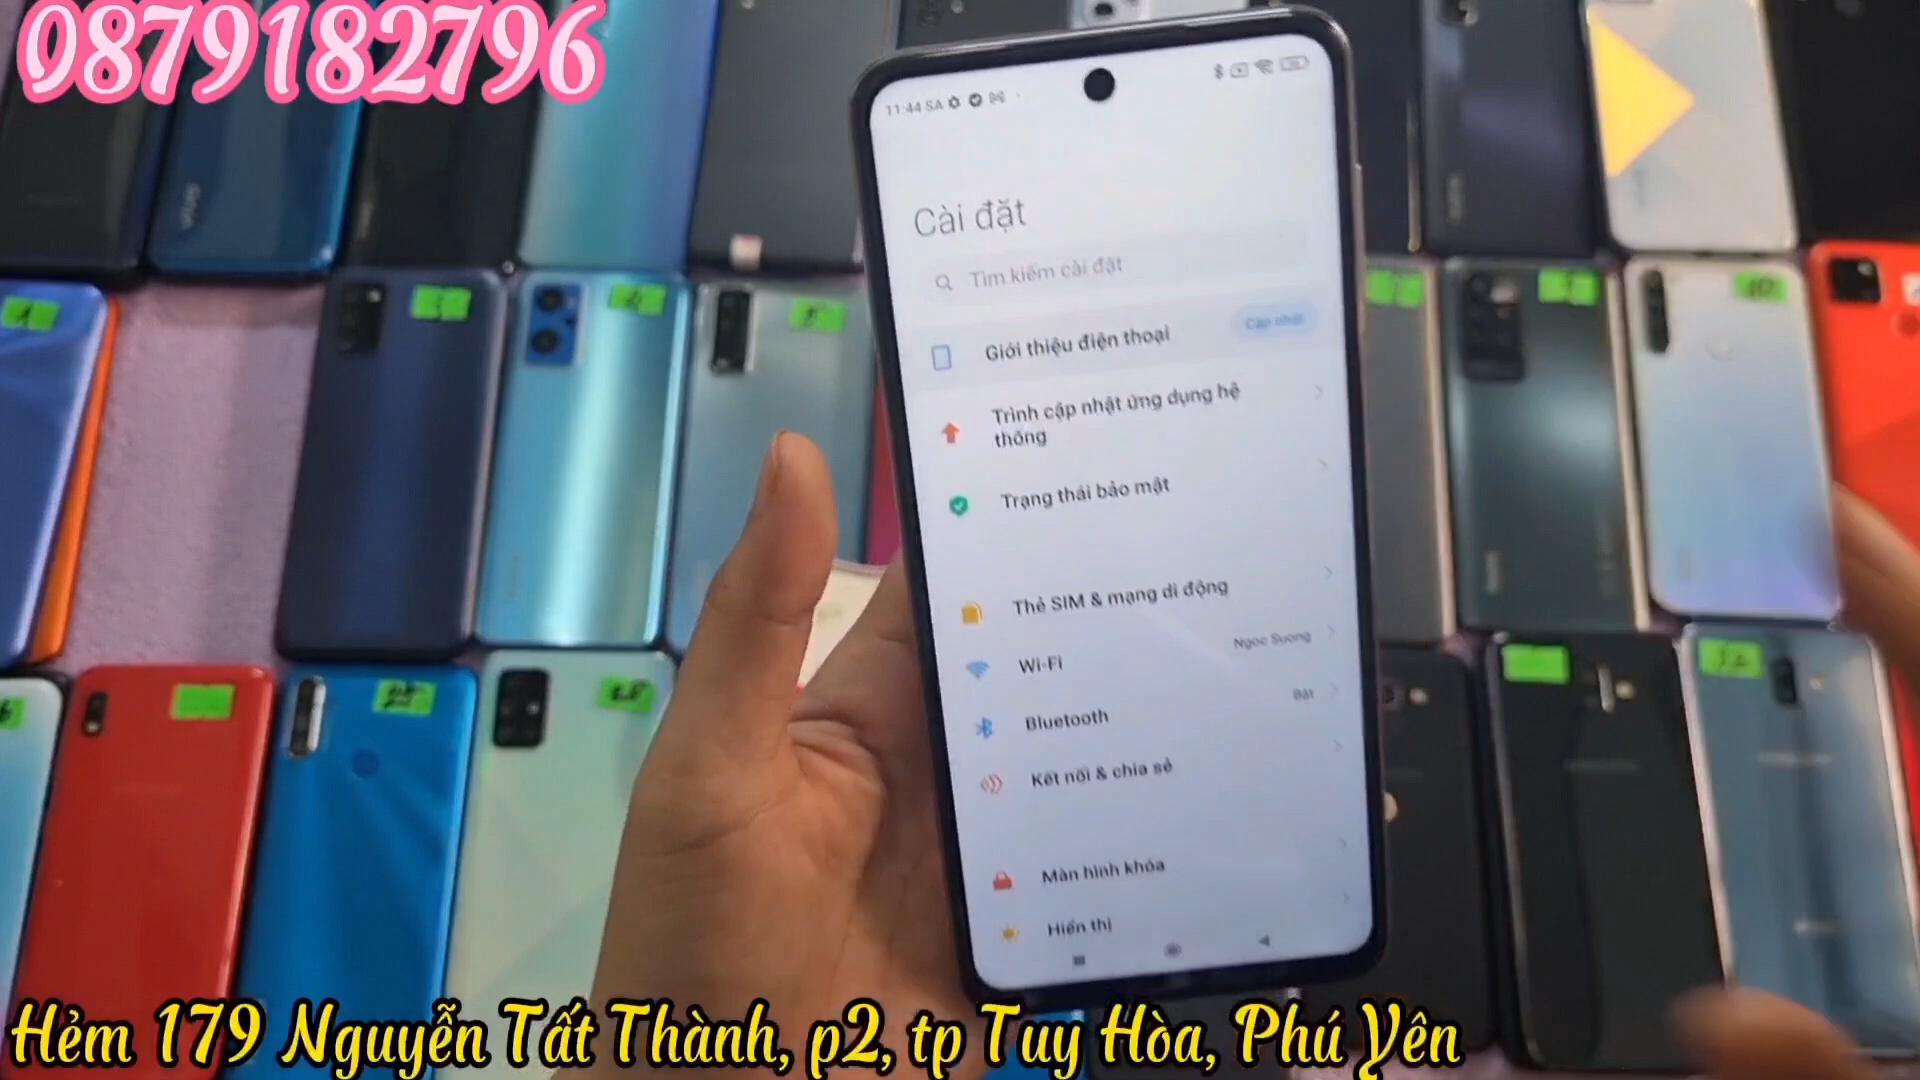 0879182796
11:44 SA
Cài đặt
Tìm kiếm cài đặt
Giới thiệu điện thoại
Cập nhật
Trình cập nhật ứng dụng hệ
thống
Trạng thái bảo mật
Thẻ SIM & mạng di động
Wi-Fi
Ngoc Suong
Bluetooth
Bật
Kết nối & chia sẻ
Màn hình khóa
Hiển thị
vivo
10
12
Hẻm 179 Nguyễn Tất Thành, p2, tp Tuy Hòa, Phú Yên